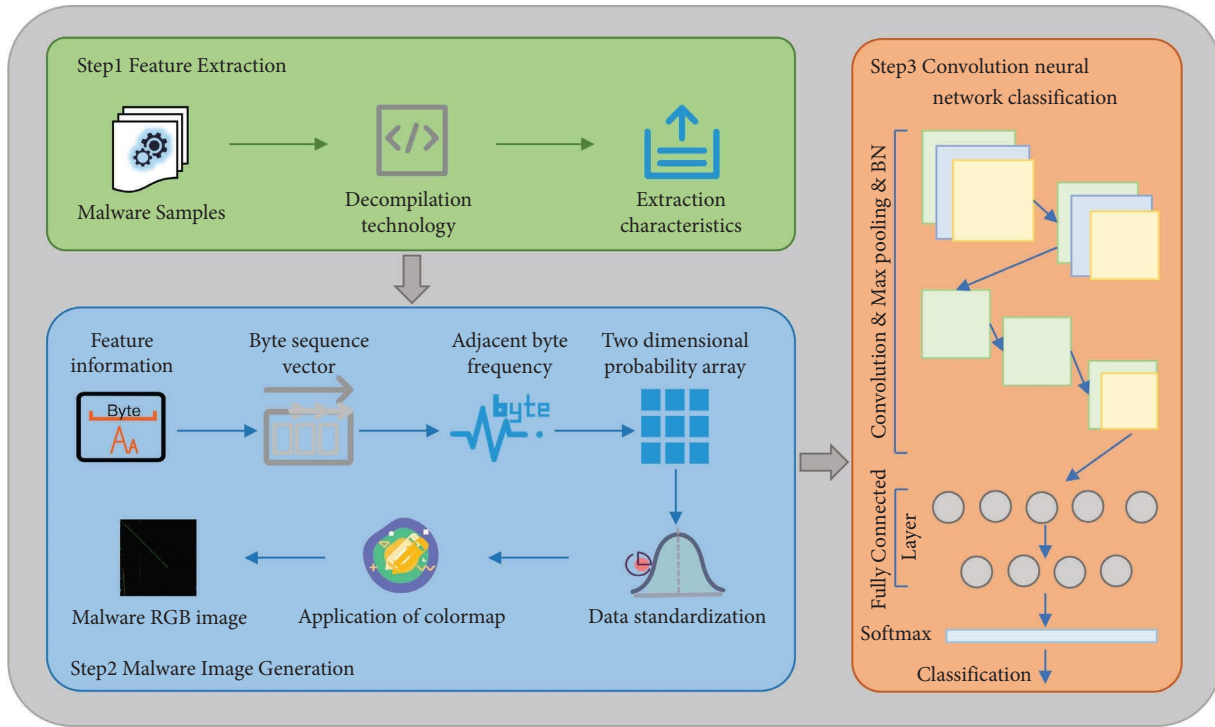 Step1 Feature Extraction
Malware Samples
Decompilation
technology
Extraction
characteristics
Feature
information
Byte sequence
vector
Adjacent byte
frequency
Two dimensional
probability array
Byte
AA
byte
Malware RGB image
Application of colormap
Data standardization
Step2 Malware Image Generation
Step3 Convolution neural
network classification
Convolution & Max pooling & BN
Fully Connected
Layer
Softmax
Classification